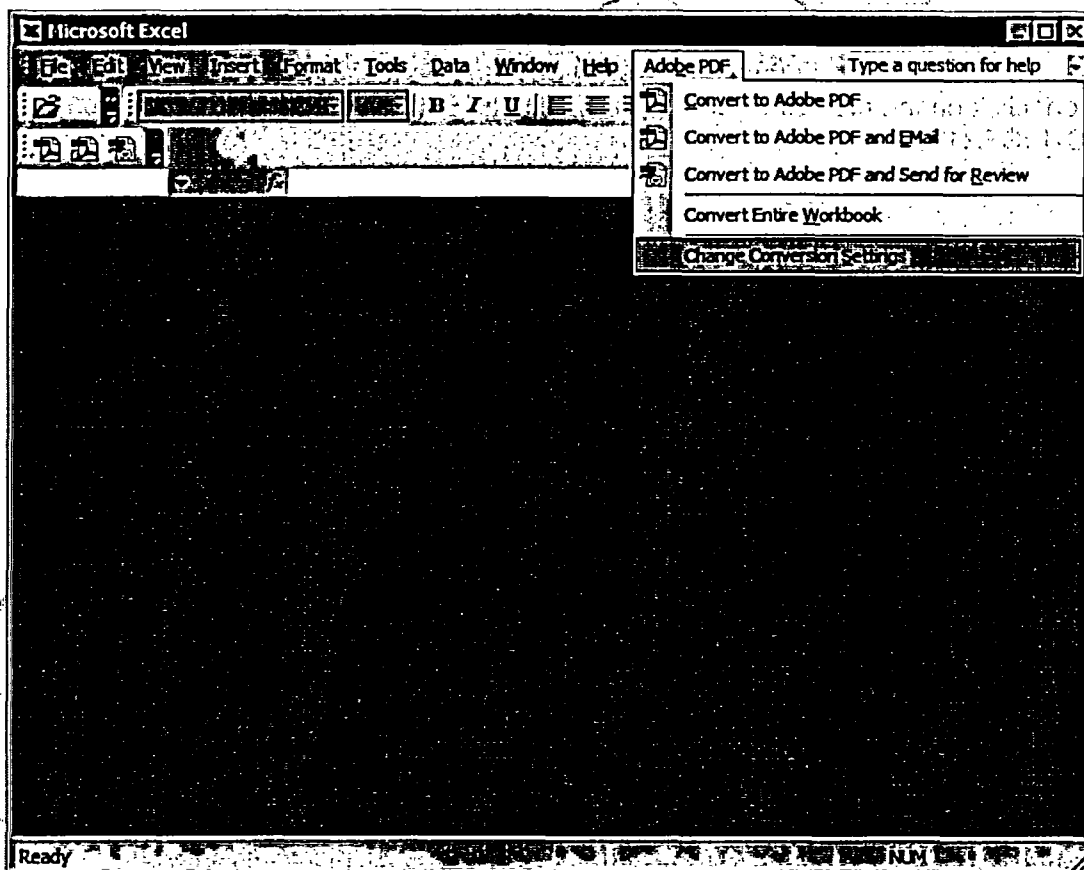 Microsoft Excel
File Edit View Insert Format Tools Data Window Help Adobe PDF Type a question for help
B I U
Convert to Adobe PDF
Convert to Adobe PDF and EMail
Convert to Adobe PDF and Send for Review
fx
Convert Entire Workbook
Change Conversion Settings
Ready NUM